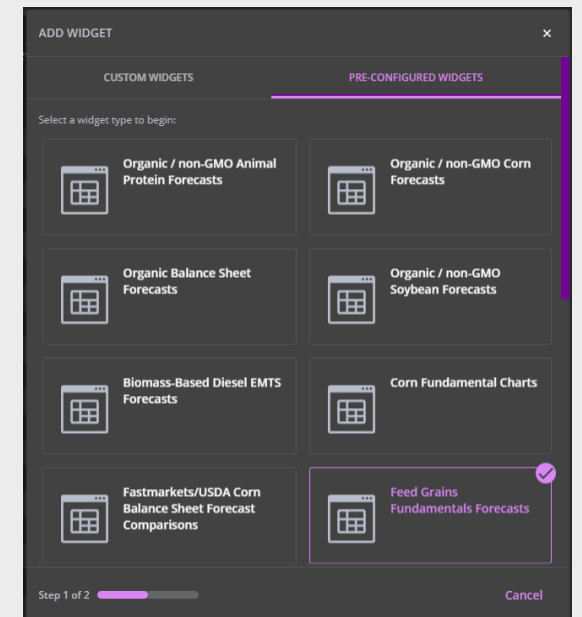 ADD WIDGET
×
CUSTOM WIDGETS
PRE-CONFIGURED WIDGETS
Select a widget type to begin:
Organic / non-GMO Animal
Protein Forecasts
Organic / non-GMO Corn
Forecasts
Organic Balance Sheet
Forecasts
Organic / non-GMO
Soybean Forecasts
Biomass-Based Diesel EMTS
Forecasts
Corn Fundamental Charts
Fastmarkets/USDA Corn
Balance Sheet Forecast
Comparisons
Feed Grains
Fundamentals Forecasts
Step 1 of 2
Cancel